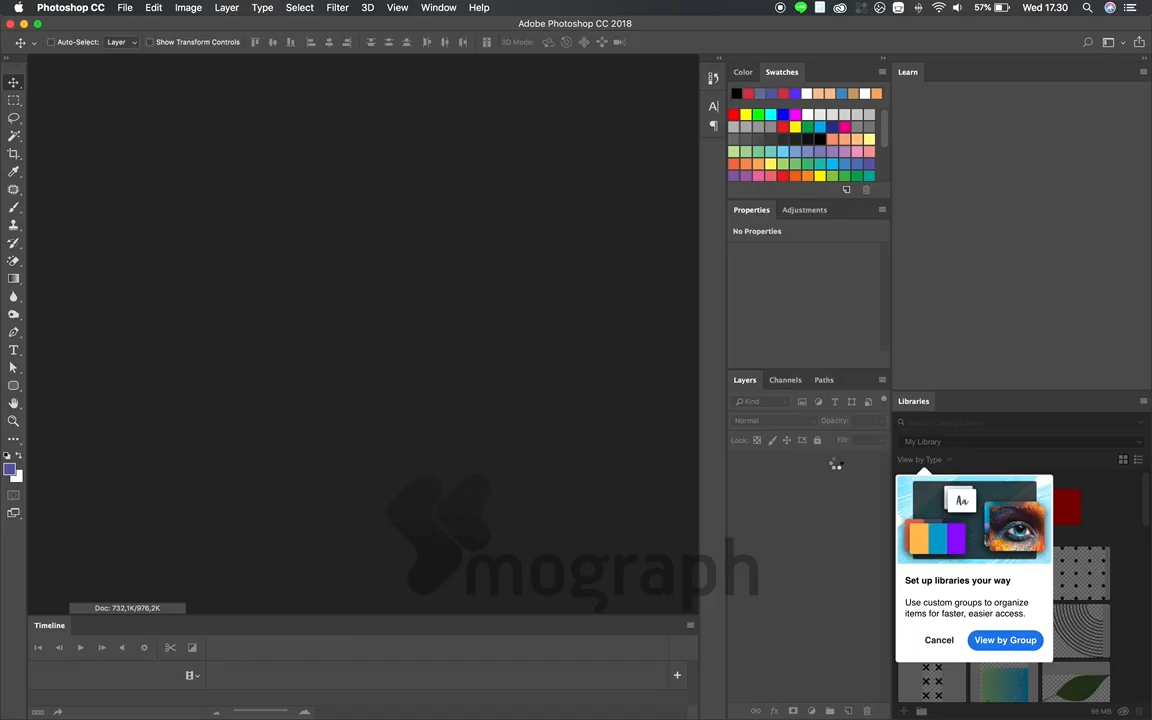 Photoshop CC File Edit Image Layer Type Select Filter 3D View Window Help 57% Wed 17.30
Adobe Photoshop CC 2018
Auto-Select: Layer Show Transform Controls 3D Mode:
Color Swatches
Learn
Properties Adjustments
No Properties
Layers Channels Paths
Kind
Normal Opacity:
Lock: Fill:
Libraries
My Library
View by Type
Aa
Set up libraries your way
Use custom groups to organize
items for faster, easier access.
Cancel View by Group
mograph
Doc: 732,1K/976,2K
Timeline
66 MB